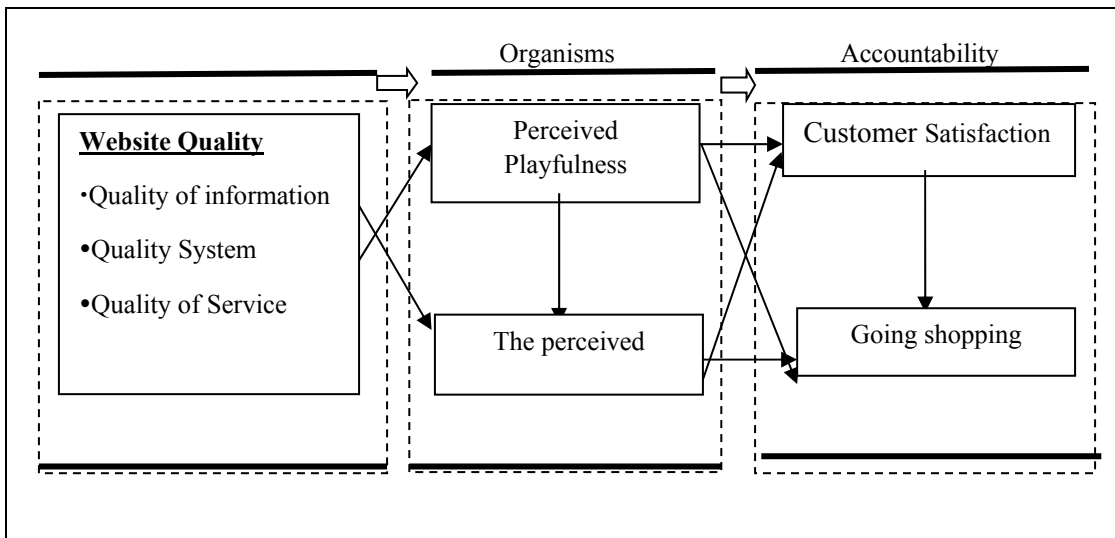 Organisms
Accountability
Website Quality
·Quality of information
•Quality System
•Quality of Service
Perceived
Playfulness
The perceived
Customer Satisfaction
Going shopping